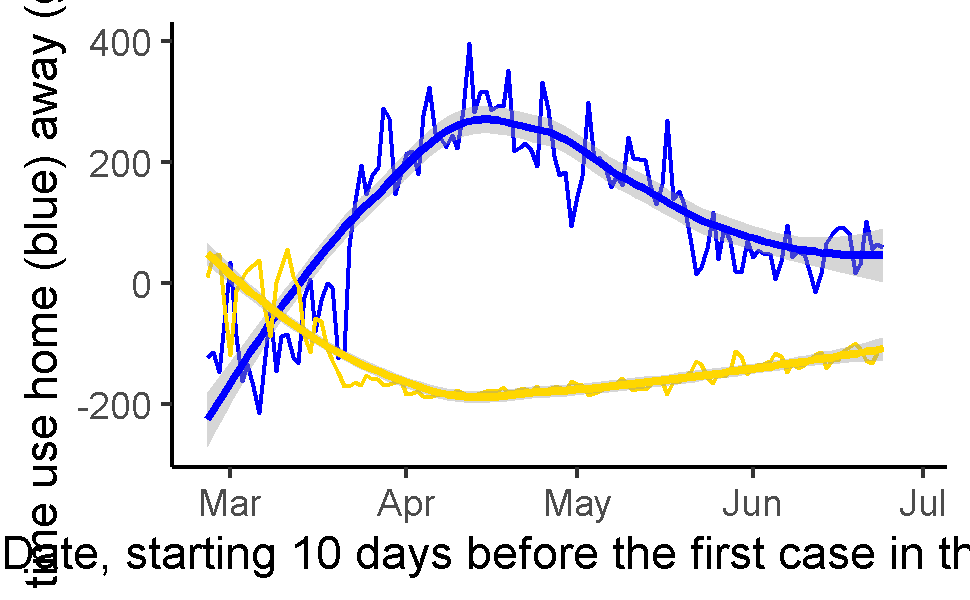 time use home (blue) away (
400
200
0
-200
Mar Apr May Jun Jul
Date, starting 10 days before the first case in